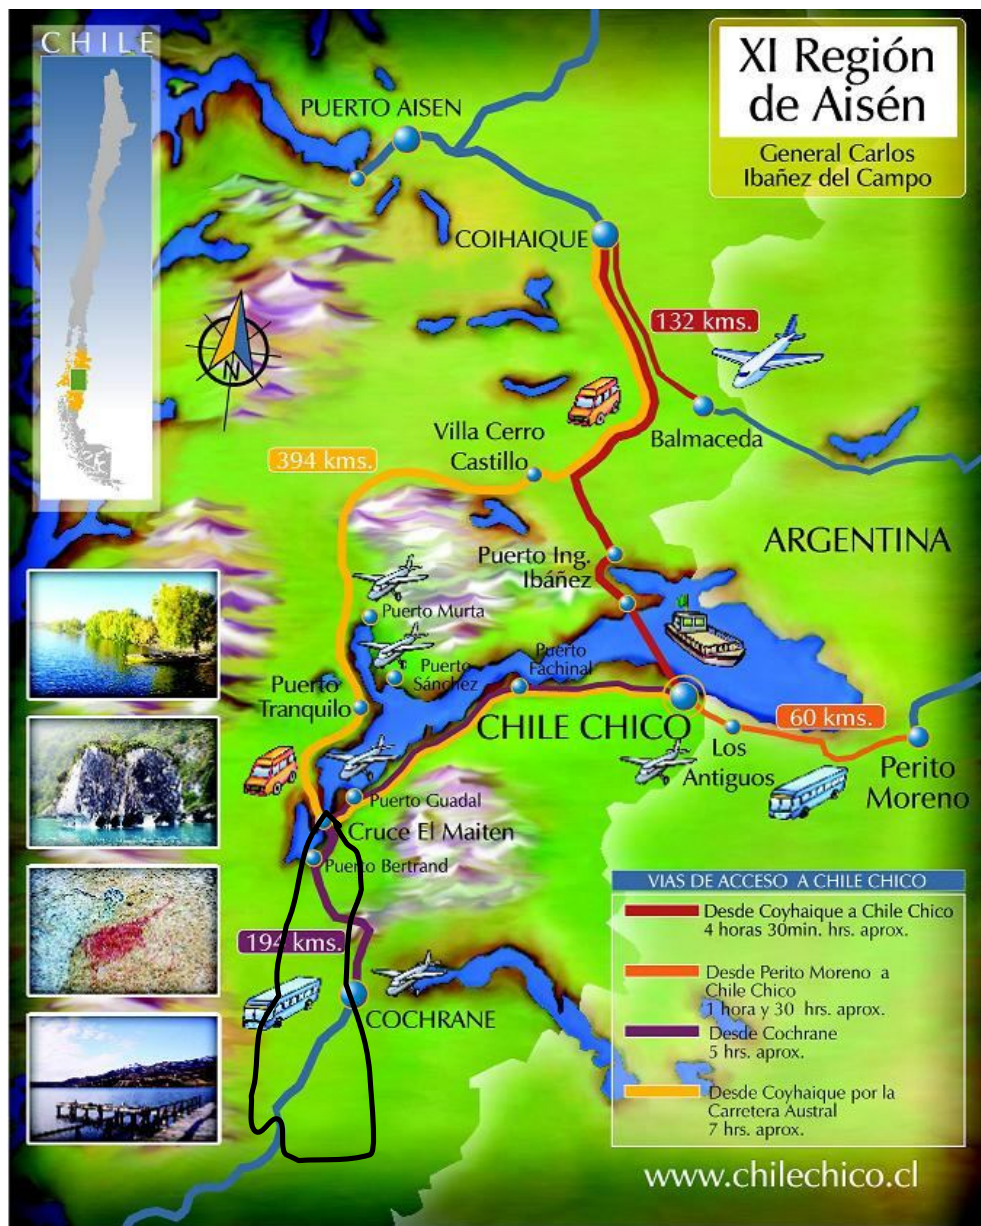 CHILE
XI Región
de Aisén
General Carlos
Ibañez del Campo
PUERTO AISEN
COIHAIQUE
132 kms.
Balmaceda
Villa Cerro
Castillo
394 kms.
ARGENTINA
Puerto Ing.
Ibáñez
Puerto Murta
Puerto
Sánchez
Puerto
Fachinal
Puerto
Tranquilo
CHILE CHICO
60 kms.
Los
Antiguos
Perito
Moreno
Puerto Guadal
Cruce El Maiten
Puerto Bertrand
194 kms.
COCHRANE
N
VIAS DE ACCESO A CHILE CHICO
Desde Coyhaique a Chile Chico
4 horas 30min. hrs. aprox.
Desde Perito Moreno a
Chile Chico
1 hora y 30 hrs. aprox.
Desde Cochrane
5 hrs. aprox.
Desde Coyhaique por la
Carretera Austral
7 hrs. aprox.
www.chilechico.cl